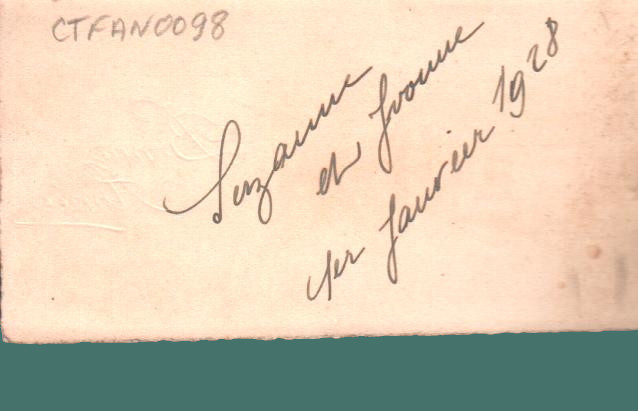 CTFAN0098
Suzanne
et Yvonne
1er Janvier 1928